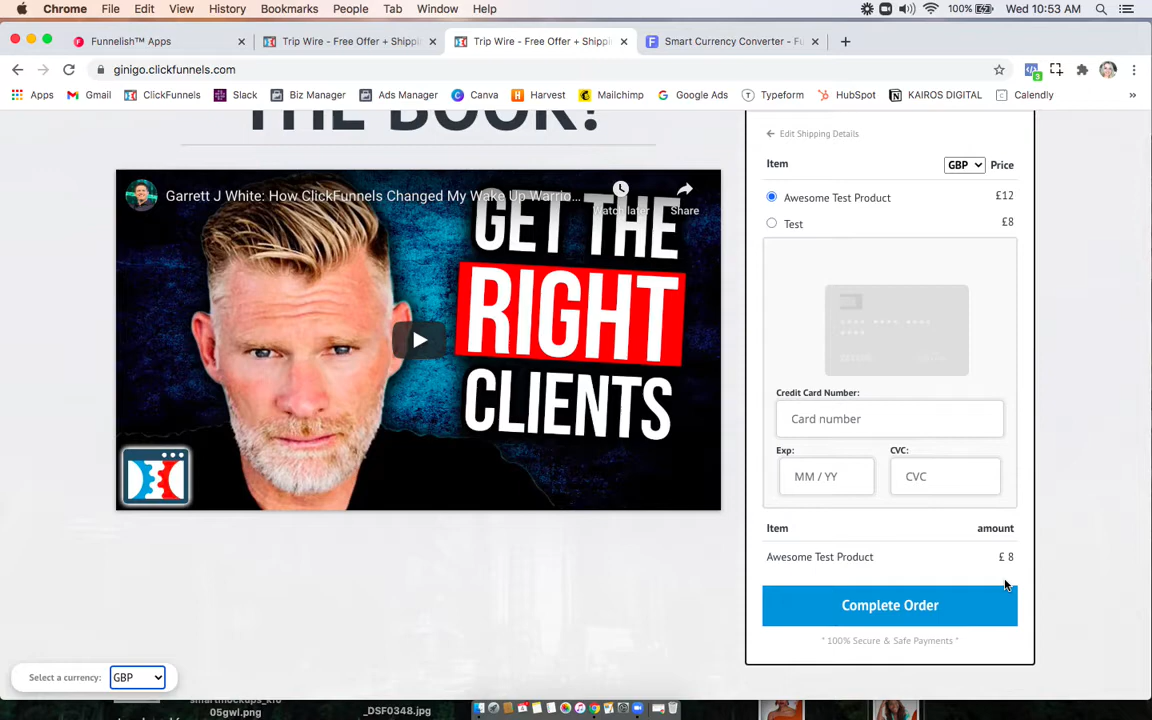 Chrome File Edit View History Bookmarks People Tab Window Help 100% Wed 10:53 AM
Funnelish™ Apps
Trip Wire - Free Offer + Shippi
Trip Wire - Free Offer + Shippi
Smart Currency Converter - Fu
ginigo.clickfunnels.com
3
Apps Gmail ClickFunnels Slack Biz Manager Ads Manager Canva Harvest Mailchimp Google Ads Typeform HubSpot KAIROS DIGITAL Calendly »
THE BOOK!
Garrett J White: How ClickFunnels Changed My Wake Up Warrio...
Watch later
Share
GET THE
RIGHT
CLIENTS
Edit Shipping Details
Item GBP Price
Awesome Test Product £12
Test £8
Credit Card Number:
Card number
Exp: CVC:
MM / YY CVC
Item amount
Awesome Test Product £ 8
Complete Order
* 100% Secure & Safe Payments *
Select a currency: GBP
05gwl.png
_DSF0348.jpg